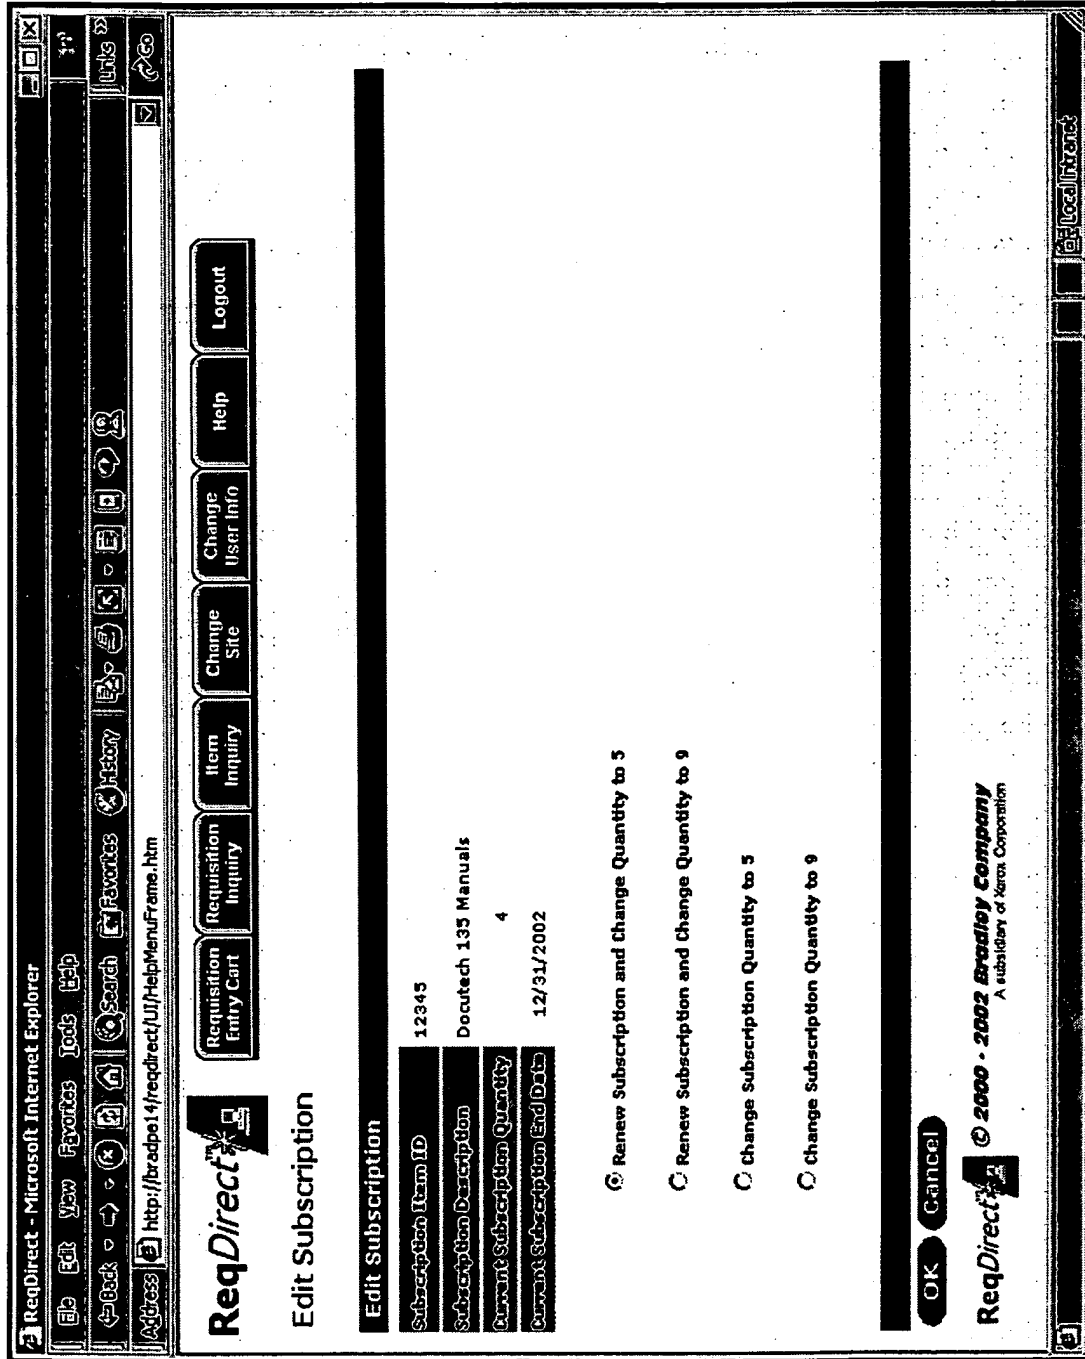 ReqDirect - Microsoft Internet Explorer
File Edit View Favorites Tools Help
Back Search Favorites History
Address http://bradpe14/reqdirect/UI/HelpMenuFrame.htm Go Links »
ReqDirect™
Requisition Entry Cart
Requisition Inquiry
Item Inquiry
Change Site
Change User Info
Help
Logout
Edit Subscription
Edit Subscription
Subscription Item ID 12345
Subscription Description Docutech 135 Manuals
Current Subscription Quantity 4
Current Subscription End Date 12/31/2002
Renew Subscription and Change Quantity to 5
Renew Subscription and Change Quantity to 9
Change Subscription Quantity to 5
Change Subscription Quantity to 9
OK Cancel
ReqDirect™ © 2000 - 2002 Bradley Company
A subsidiary of Xerox Corporation
Local intranet